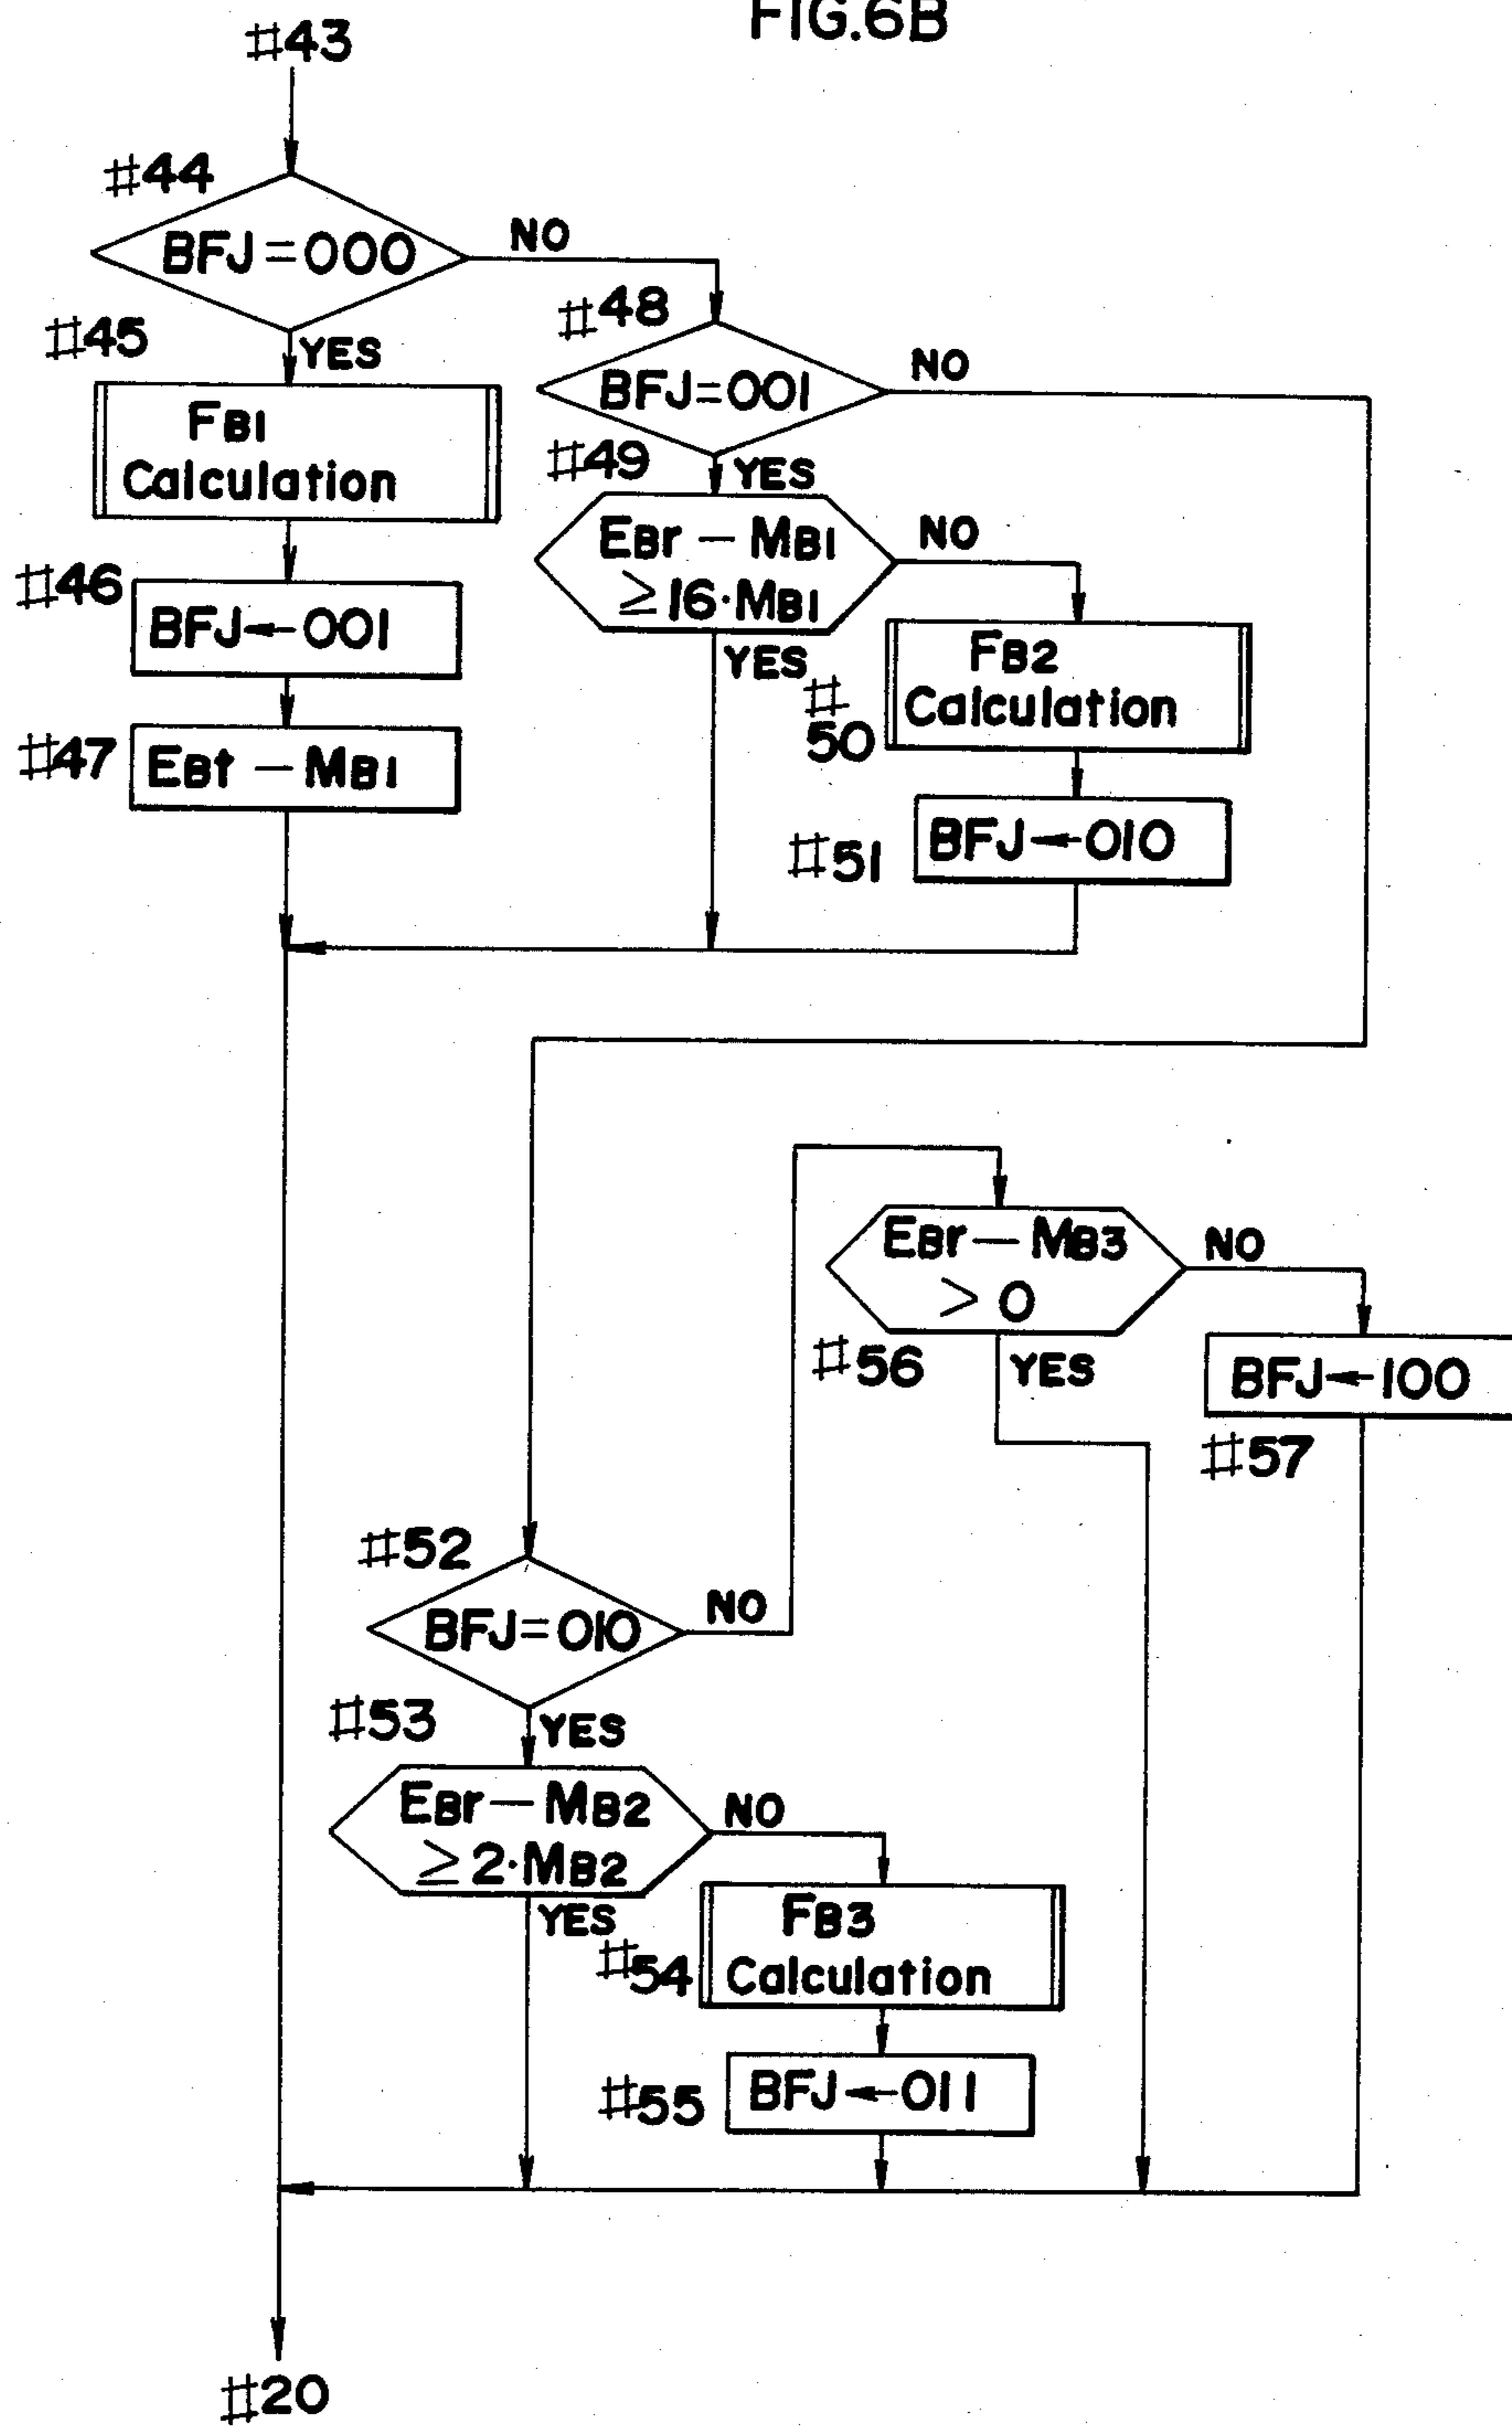 FIG.6B
#43
#44
BFJ=000
NO
#45
YES
FB1
Calculation
#46
BFJ←001
#47
EBt - MB1
#48
BFJ=001
NO
#49
YES
EBr - MB1
≥ 16·MB1
NO
YES
#
50
FB2
Calculation
#51
BFJ←010
EBr - MB3
> 0
NO
#56
YES
BFJ←100
#57
#52
BFJ=010
NO
#53
YES
EBr - MB2
≥ 2·MB2
NO
YES
#54
FB3
Calculation
#55
BFJ←011
#20